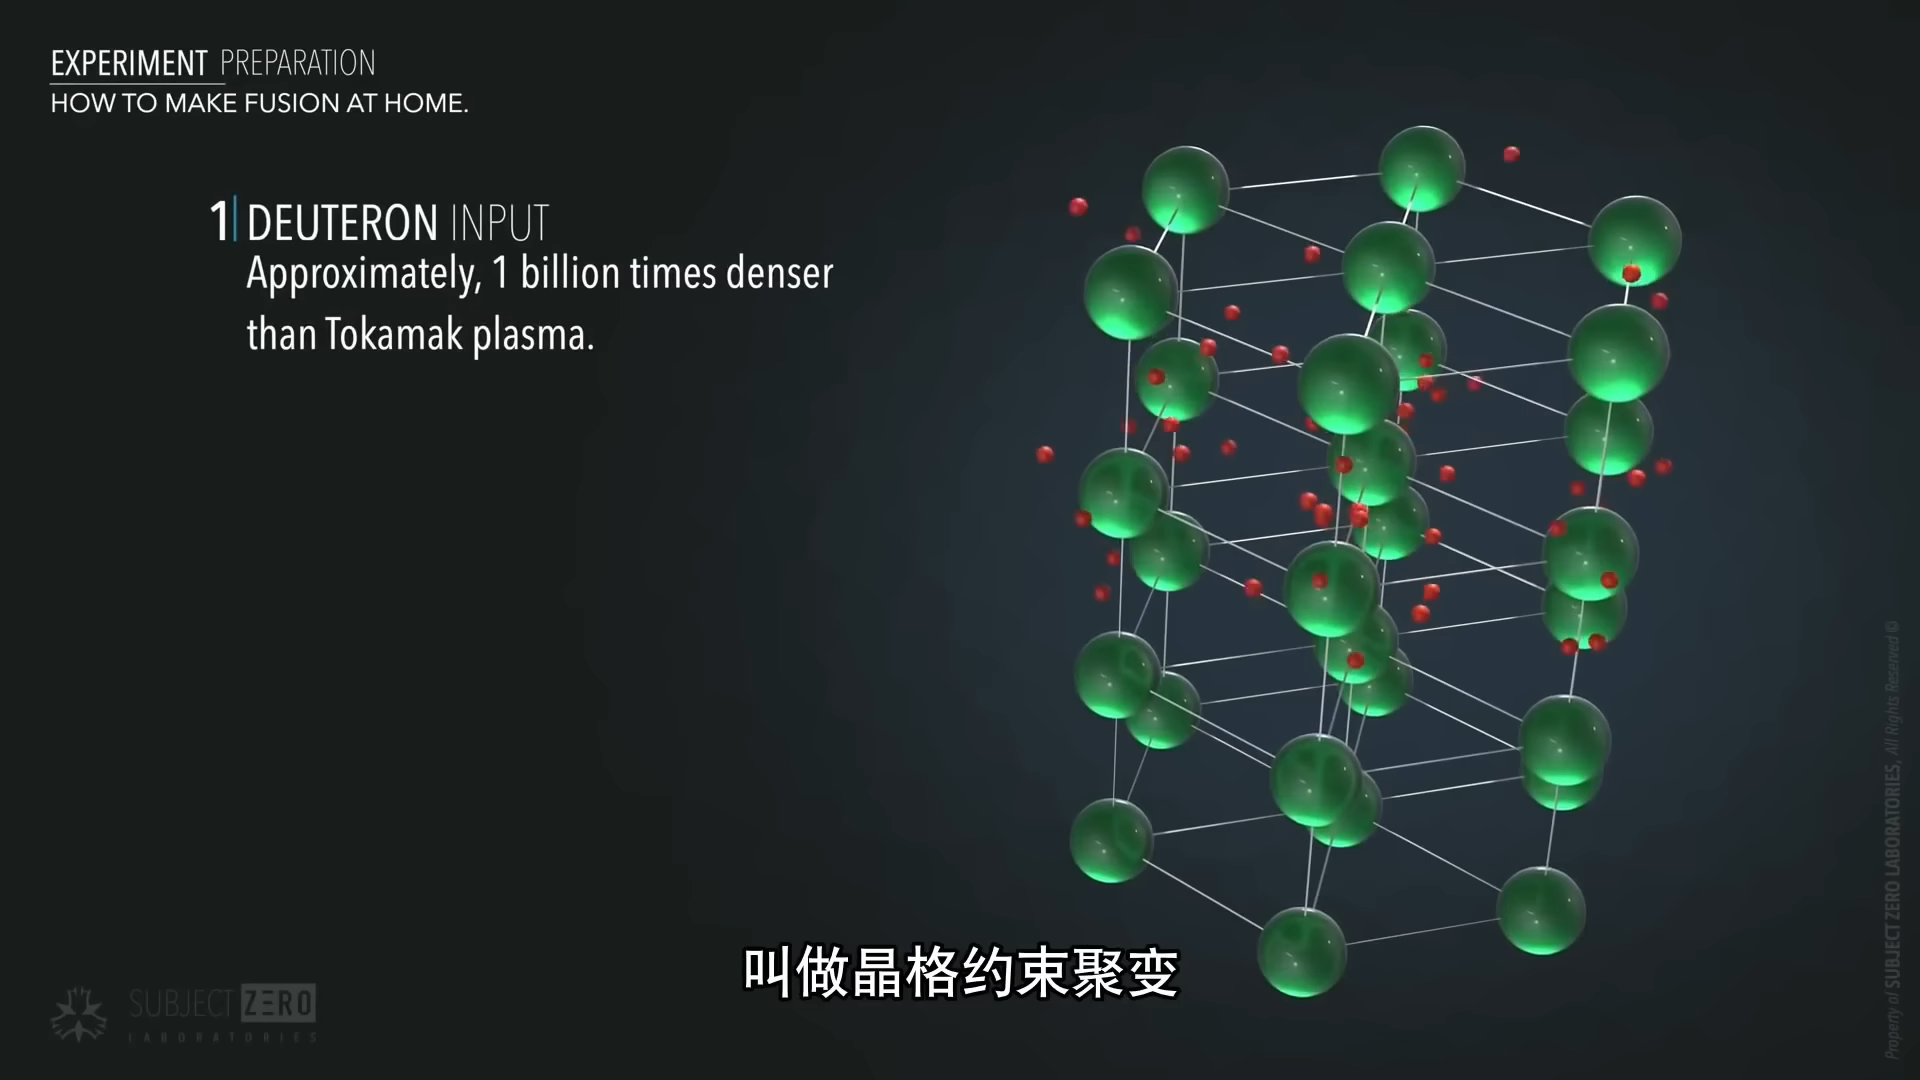 EXPERIMENT PREPARATION
HOW TO MAKE FUSION AT HOME.
1 DEUTERON INPUT
Approximately, 1 billion times denser
than Tokamak plasma.
叫做晶格约束聚变
SUBJECT ZERO
LABORATORIES
Property of SUBJECT ZERO LABORATORIES, All Rights Reserved ©